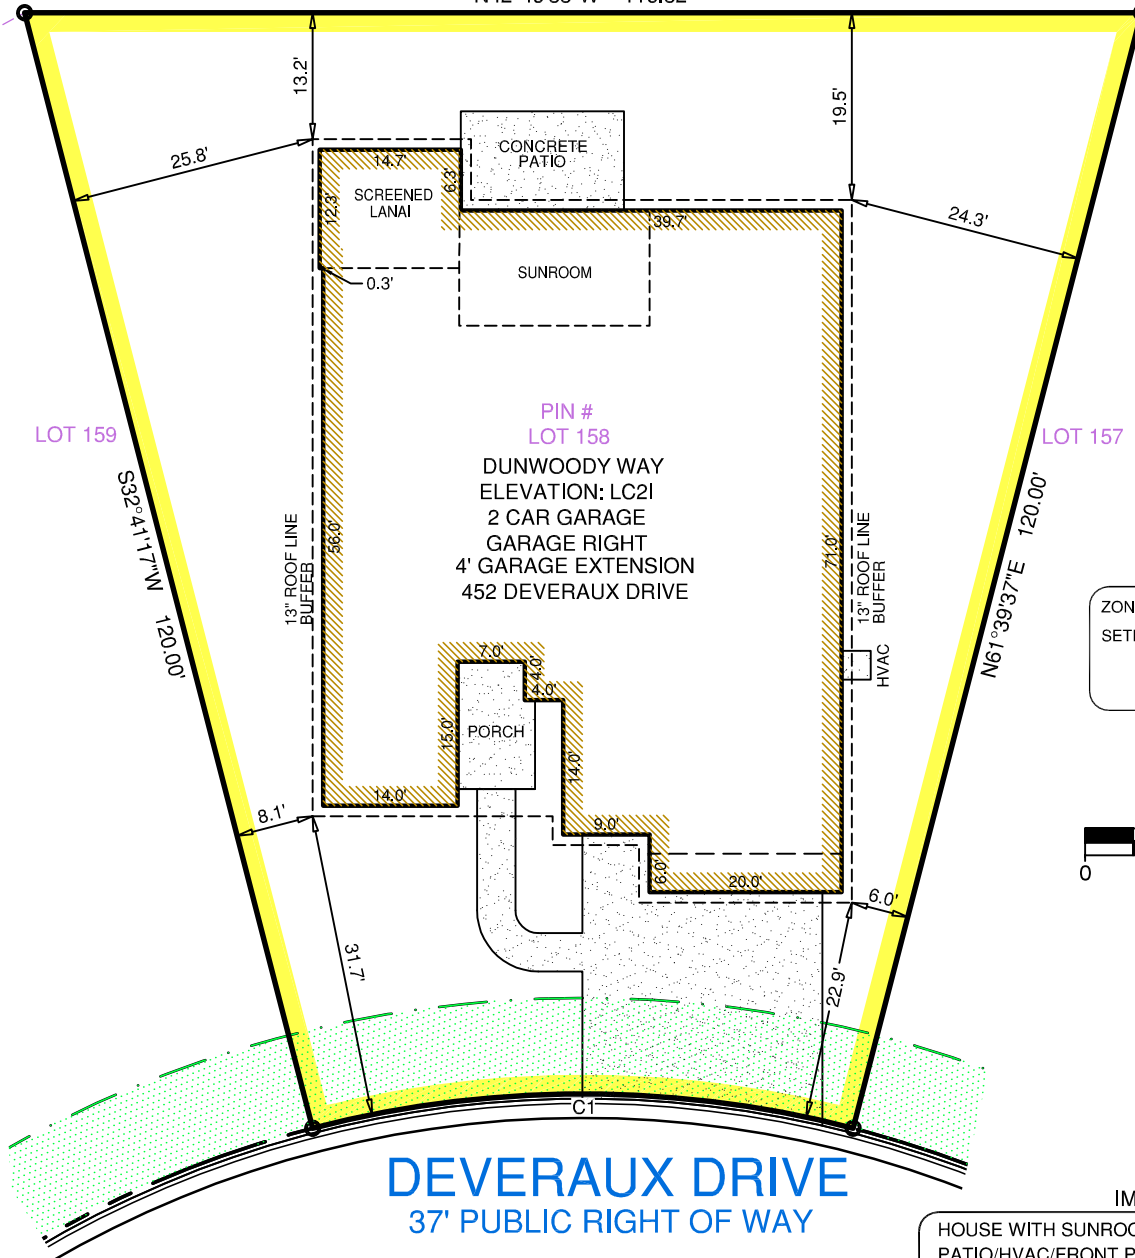 13.2'
19.5'
25.8'
24.3'
CONCRETE
PATIO
14.7'
6.3'
SCREENED
LANAI
12.3'
39.7'
SUNROOM
0.3'
PIN #
LOT 158
LOT 159
LOT 157
DUNWOODY WAY
ELEVATION: LC2I
2 CAR GARAGE
GARAGE RIGHT
4' GARAGE EXTENSION
452 DEVERAUX DRIVE
S32°41'17"W 120.00'
N61°39'37"E 120.00'
13" ROOF LINE
BUFFER
56.0'
71.0'
13" ROOF LINE
BUFFER
HVAC
7.0'
4.0'
4.0'
PORCH
15.0'
14.0'
14.0'
9.0'
6.0'
20.0'
8.1'
6.0'
31.7'
22.9'
0
C1
DEVERAUX DRIVE
37' PUBLIC RIGHT OF WAY
HOUSE WITH
PATIO/HVAC/FRONT